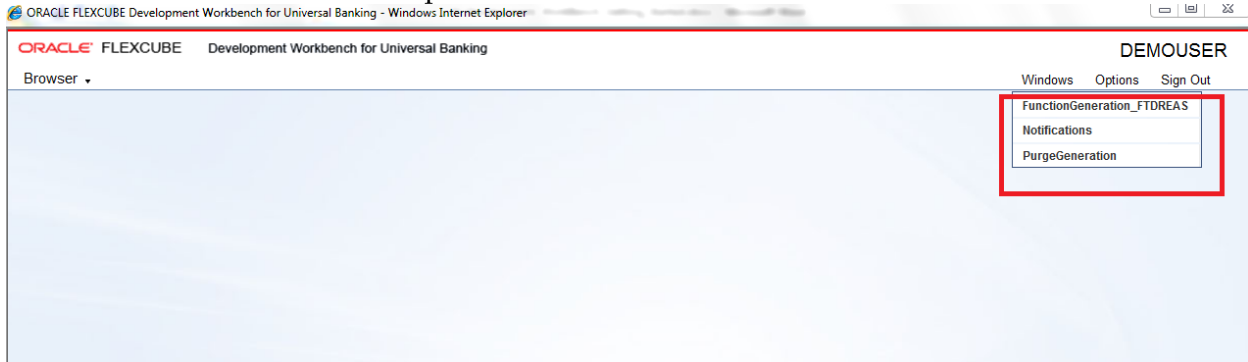 ORACLE FLEXCUBE Development Workbench for Universal Banking - Windows Internet Explorer
ORACLE FLEXCUBE Development Workbench for Universal Banking
DEMOUSER
Browser
Windows Options Sign Out
FunctionGeneration_FTDREAS
Notifications
PurgeGeneration